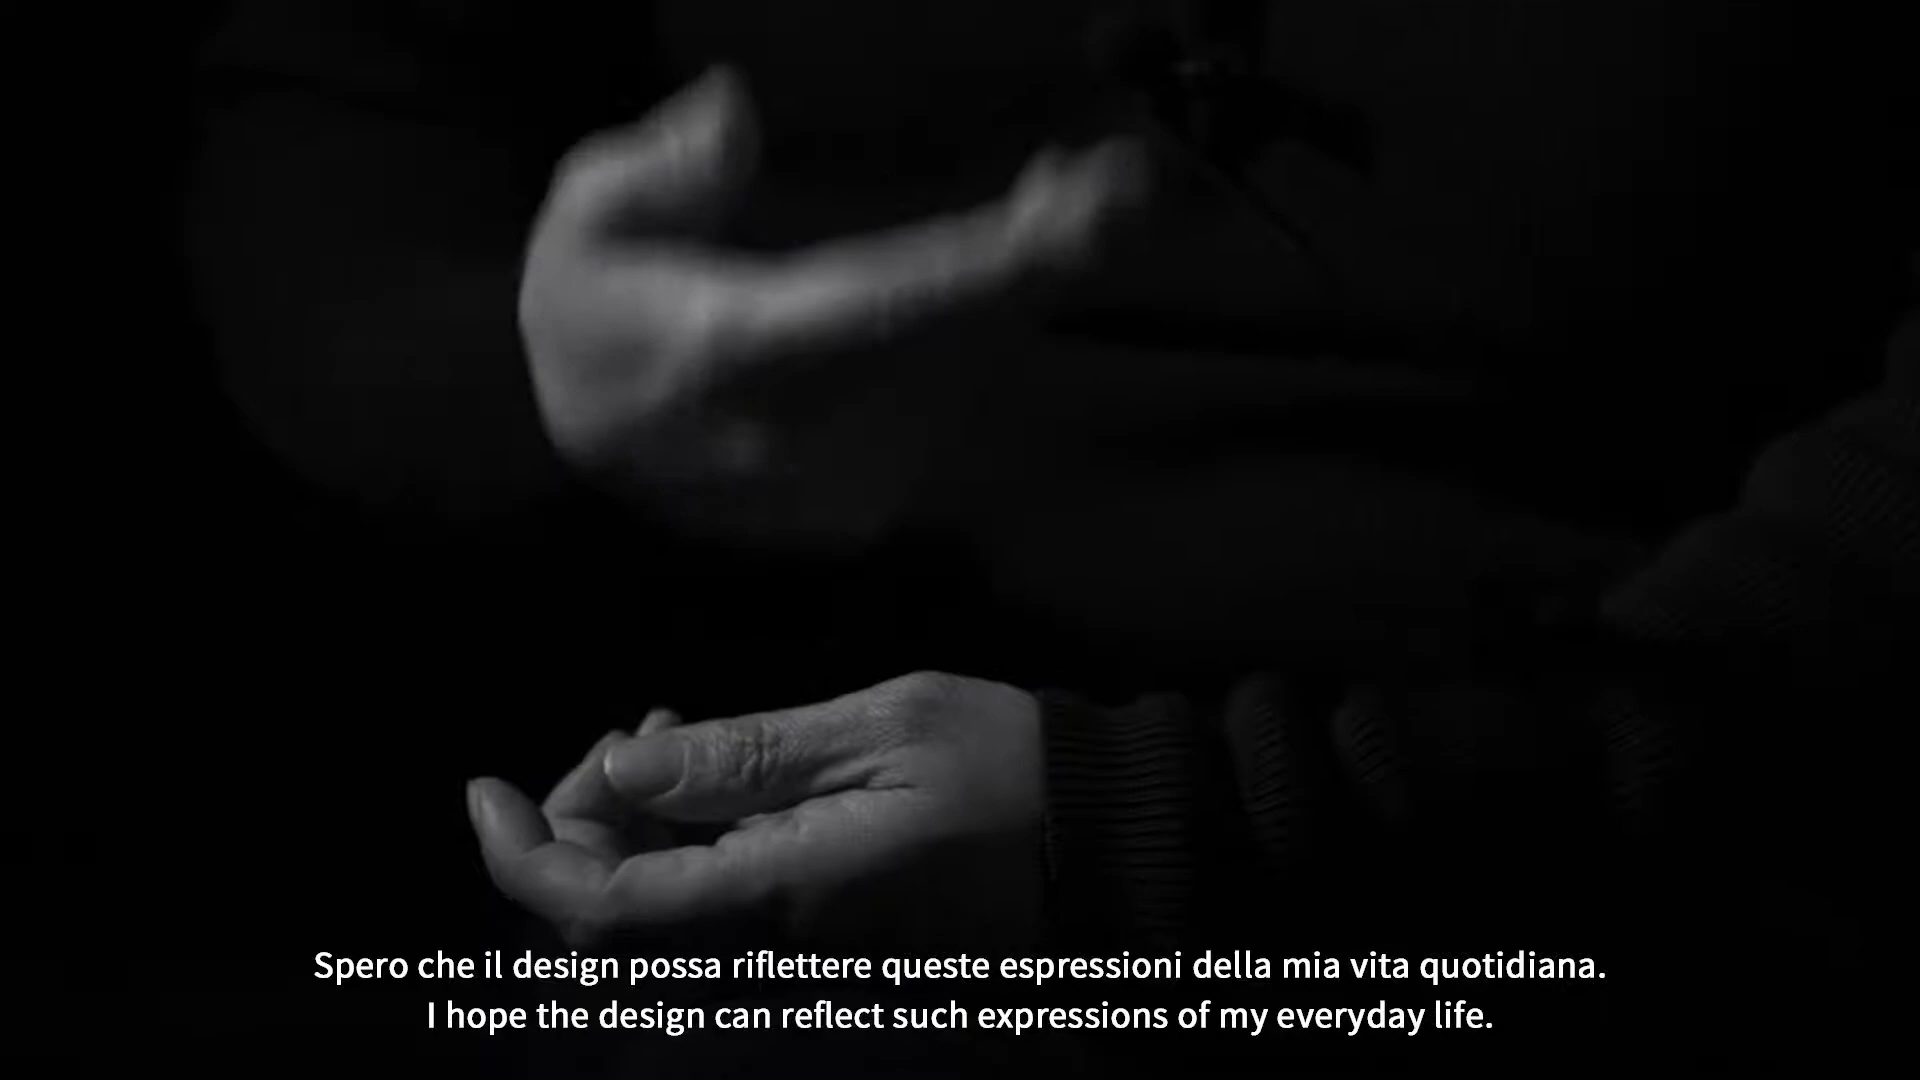 Spero che il design possa riflettere queste espressioni della mia vita quotidiana.
I hope the design can reflect such expressions of my everyday life.